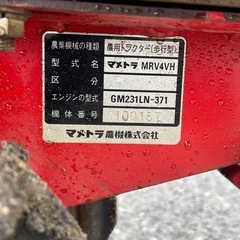 農業機械の種類 農用トラクター(歩行型)
型式名 マメトラ MRV4VH
区分
エンジンの型式 GM231LN-371
機体番号
マメトラ農機株式会社